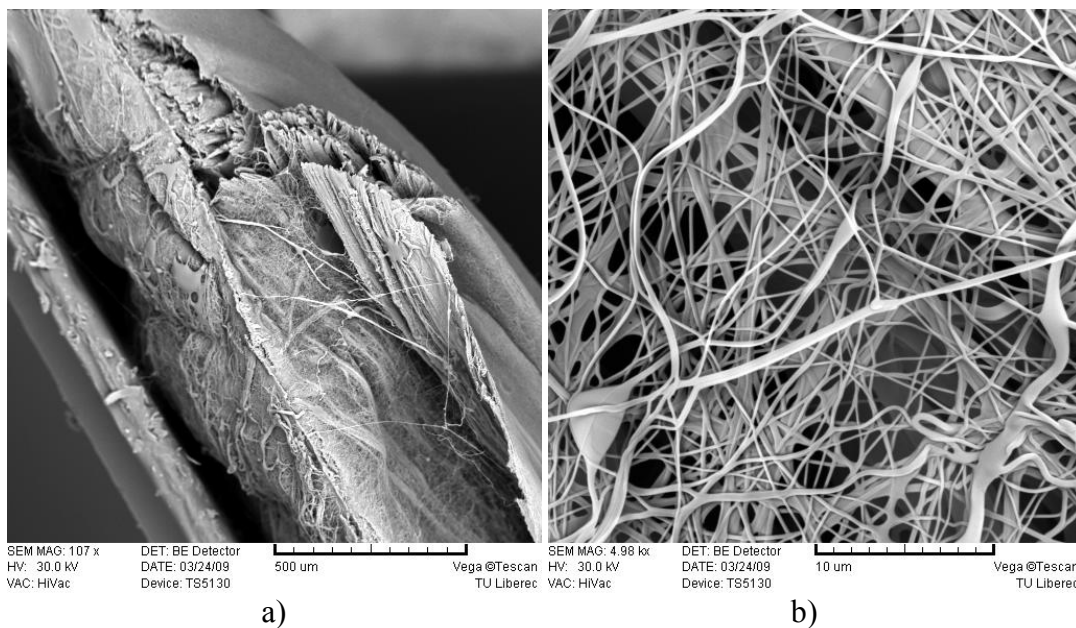 SEM MAG: 107 x DET: BE Detector
HV: 30.0 kV DATE: 03/24/09 500 um Vega ©Tescan
VAC: HiVac Device: TS5130 TU Liberec
a)
SEM MAG: 4.98 kx DET: BE Detector
HV: 30.0 kV DATE: 03/24/09 10 um Vega ©Tescan
VAC: HiVac Device: TS5130 TU Liberec
b)